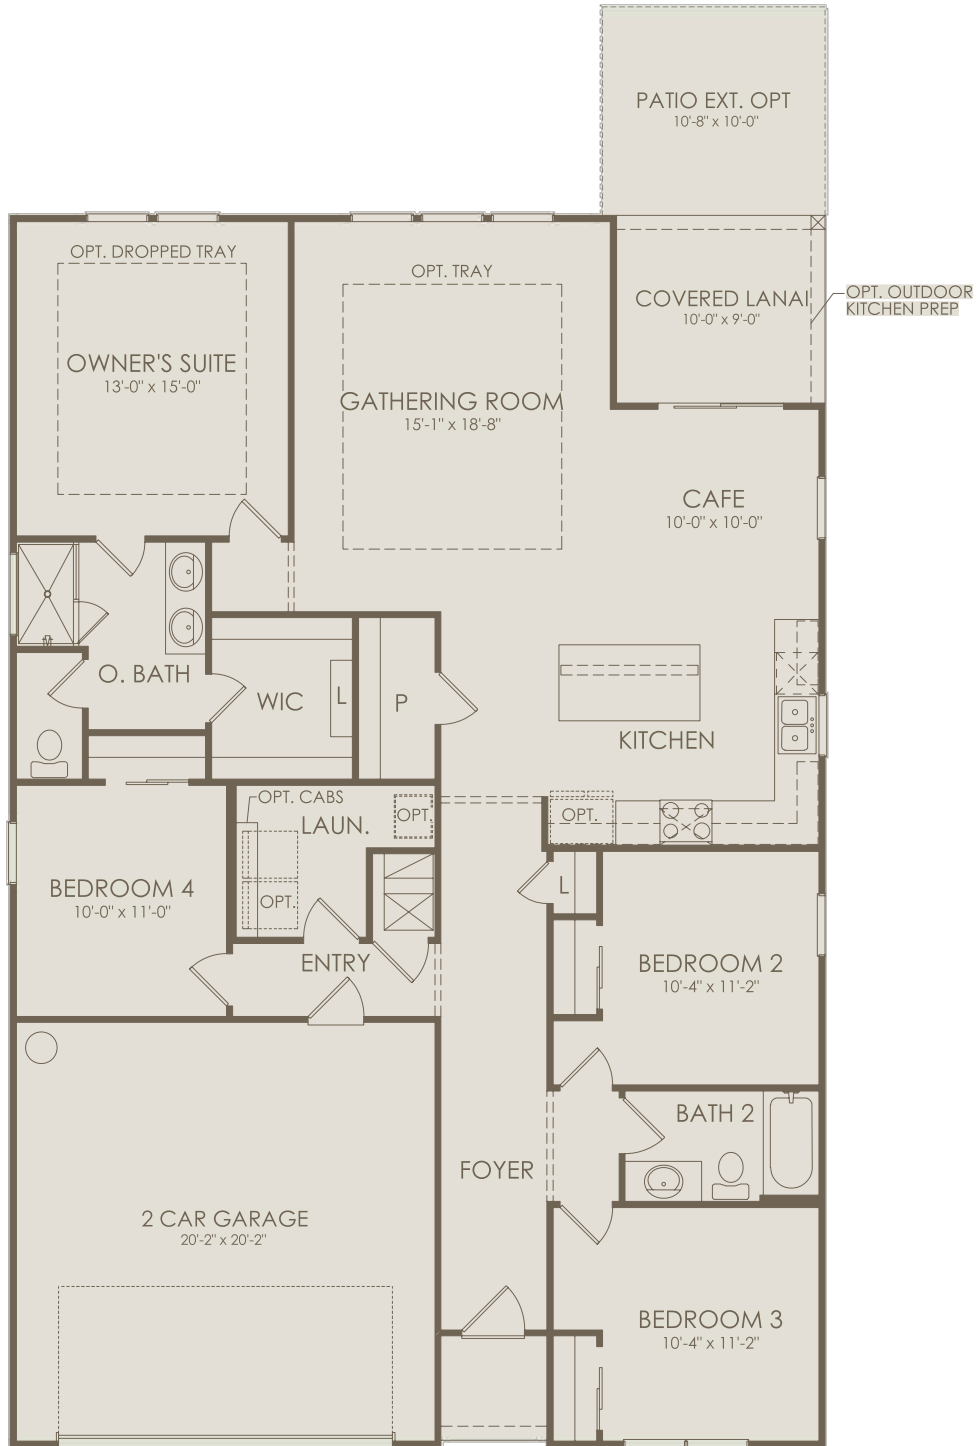 PATIO EXT. OPT
10'-8" x 10'-0"
OPT. DROPPED TRAY
OPT. TRAY
COVERED LANAI
10'-0" x 9'-0"
OPT. OUTDOOR
KITCHEN PREP
OWNER'S SUITE
13'-0" x 15'-0"
GATHERING ROOM
15'-1" x 18'-8"
CAFE
10'-0" x 10'-0"
O. BATH
WIC
L
P
KITCHEN
OPT. CABS
LAUN.
OPT.
OPT.
OPT.
BEDROOM 4
10'-0" x 11'-0"
L
ENTRY
BEDROOM 2
10'-4" x 11'-2"
BATH 2
FOYER
2 CAR GARAGE
20'-2" x 20'-2"
BEDROOM 3
10'-4" x 11'-2"